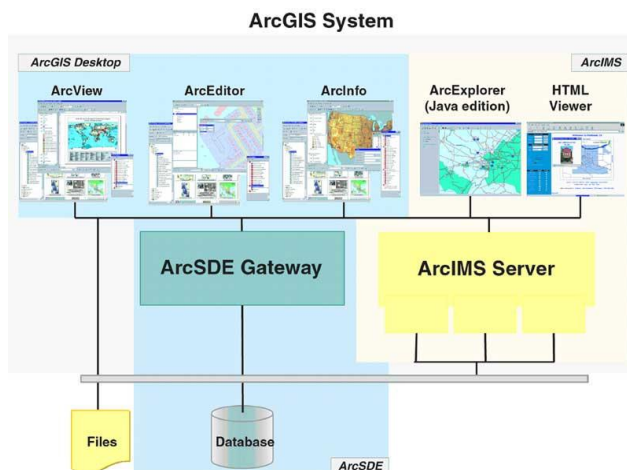 ArcGIS System
ArcGIS Desktop
ArcIMS
ArcView
ArcEditor
ArcInfo
ArcExplorer
(Java edition)
HTML
Viewer
ArcSDE Gateway
ArcIMS Server
Files
Database
ArcSDE